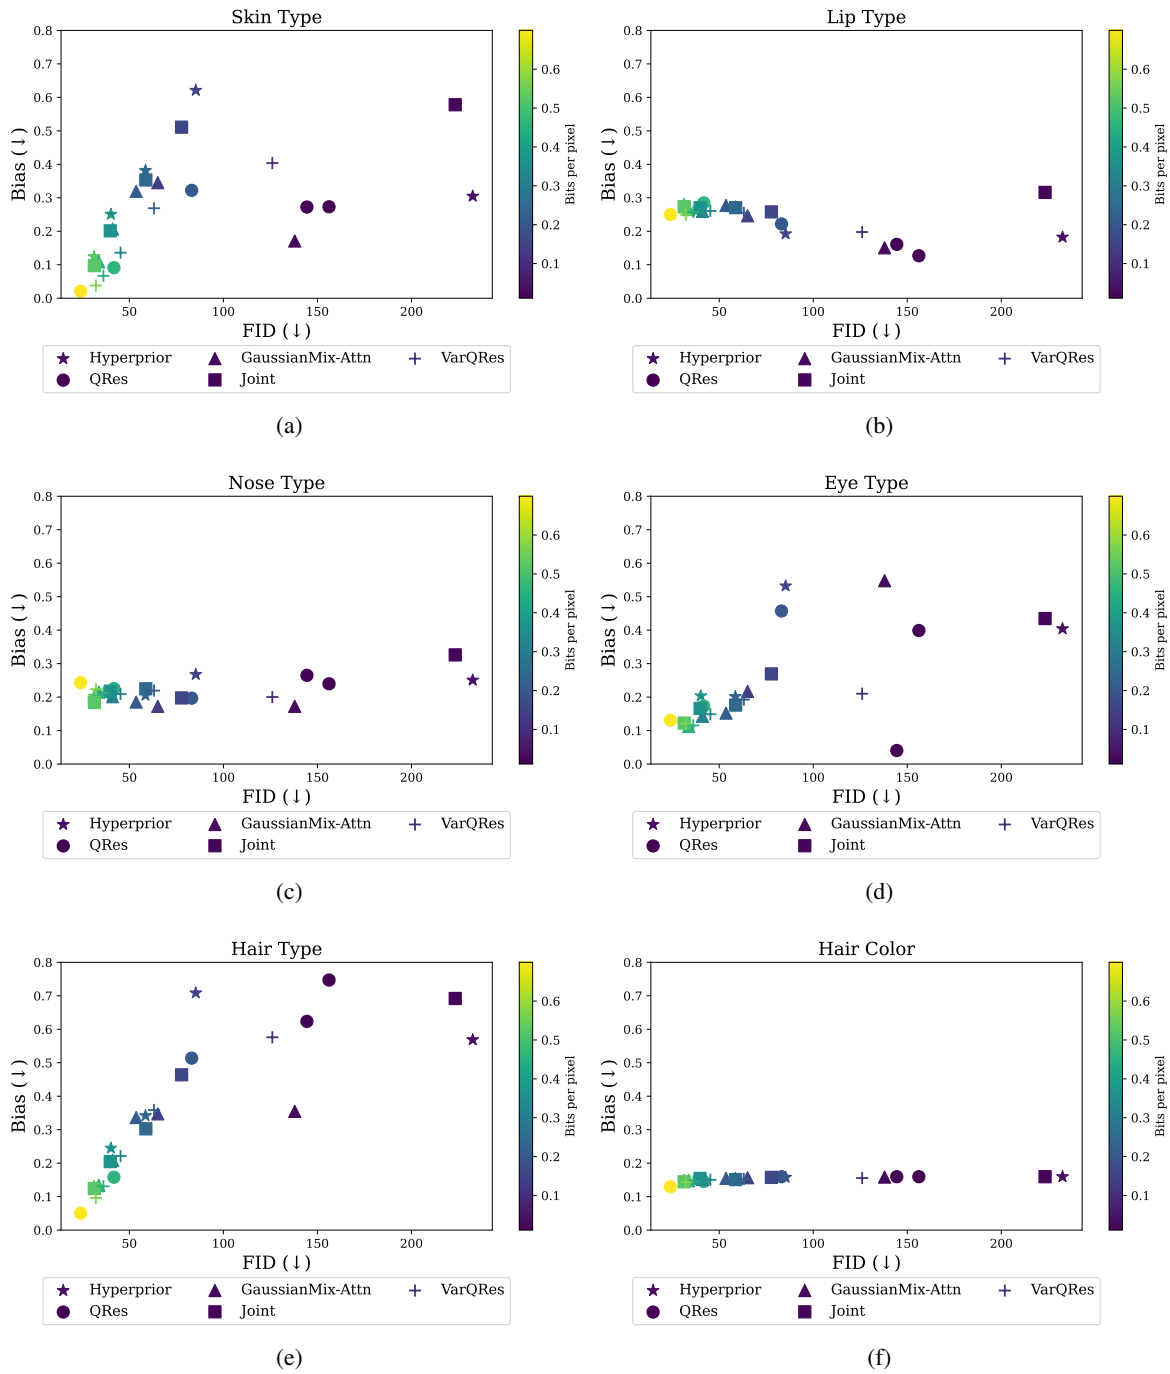 Skin Type
0.8
0.7
0.6
0.5
0.4
0.3
0.2
0.1
0.0
Bias (↓)
50 100 150 200
FID (↓)
0.6
0.5
0.4
0.3
0.2
0.1
Bits per pixel
Hyperprior GaussianMix-Attn VarQRes
QRes Joint
(a)
Lip Type
0.8
0.7
0.6
0.5
0.4
0.3
0.2
0.1
0.0
Bias (↓)
50 100 150 200
FID (↓)
0.6
0.5
0.4
0.3
0.2
0.1
Bits per pixel
Hyperprior GaussianMix-Attn VarQRes
QRes Joint
(b)
Nose Type
0.8
0.7
0.6
0.5
0.4
0.3
0.2
0.1
0.0
Bias (↓)
50 100 150 200
FID (↓)
0.6
0.5
0.4
0.3
0.2
0.1
Bits per pixel
Hyperprior GaussianMix-Attn VarQRes
QRes Joint
(c)
Eye Type
0.8
0.7
0.6
0.5
0.4
0.3
0.2
0.1
0.0
Bias (↓)
50 100 150 200
FID (↓)
0.6
0.5
0.4
0.3
0.2
0.1
Bits per pixel
Hyperprior GaussianMix-Attn VarQRes
QRes Joint
(d)
Hair Type
0.8
0.7
0.6
0.5
0.4
0.3
0.2
0.1
0.0
Bias (↓)
50 100 150 200
FID (↓)
0.6
0.5
0.4
0.3
0.2
0.1
Bits per pixel
Hyperprior GaussianMix-Attn VarQRes
QRes Joint
(e)
Hair Color
0.8
0.7
0.6
0.5
0.4
0.3
0.2
0.1
0.0
Bias (↓)
50 100 150 200
FID (↓)
0.6
0.5
0.4
0.3
0.2
0.1
Bits per pixel
Hyperprior GaussianMix-Attn VarQRes
QRes Joint
(f)